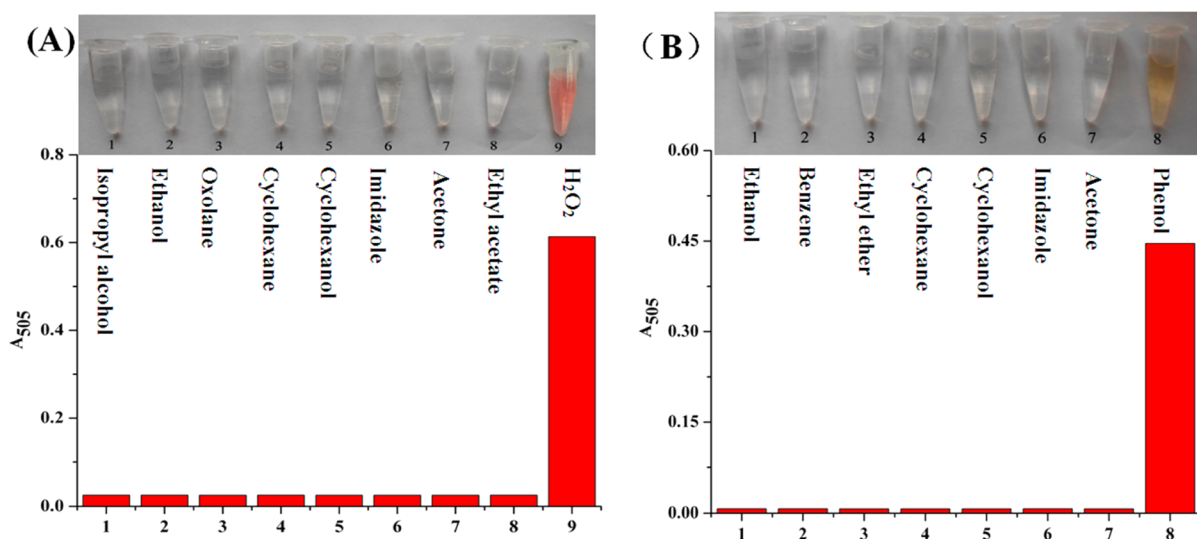 (A)
1 2 3 4 5 6 7 8 9
Isopropyl alcohol
Ethanol
Oxolane
Cyclohexane
Cyclohexanol
Imidazole
Acetone
Ethyl acetate
H₂O₂
A₅₀₅
0.8
0.6
0.4
0.2
0.0
1 2 3 4 5 6 7 8 9
(B)
1 2 3 4 5 6 7 8
Ethanol
Benzene
Ethyl ether
Cyclohexane
Cyclohexanol
Imidazole
Acetone
Phenol
A₅₀₅
0.60
0.45
0.30
0.15
0.00
1 2 3 4 5 6 7 8